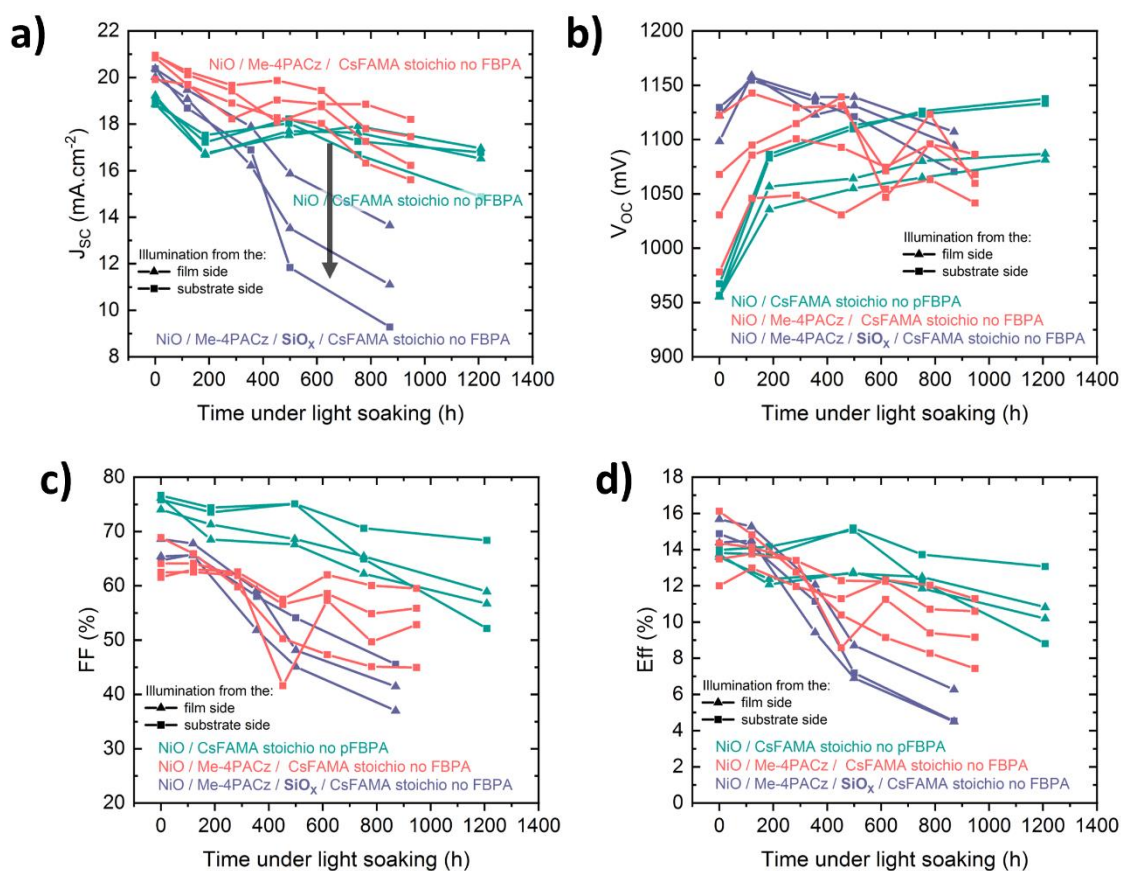 a)
22
20
18
16
14
12
10
8
J_SC (mA.cm⁻²)
NiO / Me-4PACz / CsFAMA stoichio no FBPA
NiO / CsFAMA stoichio no pFBPA
Illumination from the:
film side
substrate side
NiO / Me-4PACz / SiOₓ / CsFAMA stoichio no FBPA
0 200 400 600 800 1000 1200 1400
Time under light soaking (h)
b)
1200
1150
1100
1050
1000
950
900
V_OC (mV)
Illumination from the:
film side
substrate side
NiO / CsFAMA stoichio no pFBPA
NiO / Me-4PACz / CsFAMA stoichio no FBPA
NiO / Me-4PACz / SiOₓ / CsFAMA stoichio no FBPA
0 200 400 600 800 1000 1200 1400
Time under light soaking (h)
c)
80
70
60
50
40
30
20
FF (%)
Illumination from the:
film side
substrate side
NiO / CsFAMA stoichio no pFBPA
NiO / Me-4PACz / CsFAMA stoichio no FBPA
NiO / Me-4PACz / SiOₓ / CsFAMA stoichio no FBPA
0 200 400 600 800 1000 1200 1400
Time under light soaking (h)
d)
18
16
14
12
10
8
6
4
2
0
Eff (%)
Illumination from the:
film side
substrate side
NiO / CsFAMA stoichio no pFBPA
NiO / Me-4PACz / CsFAMA stoichio no FBPA
NiO / Me-4PACz / SiOₓ / CsFAMA stoichio no FBPA
0 200 400 600 800 1000 1200 1400
Time under light soaking (h)